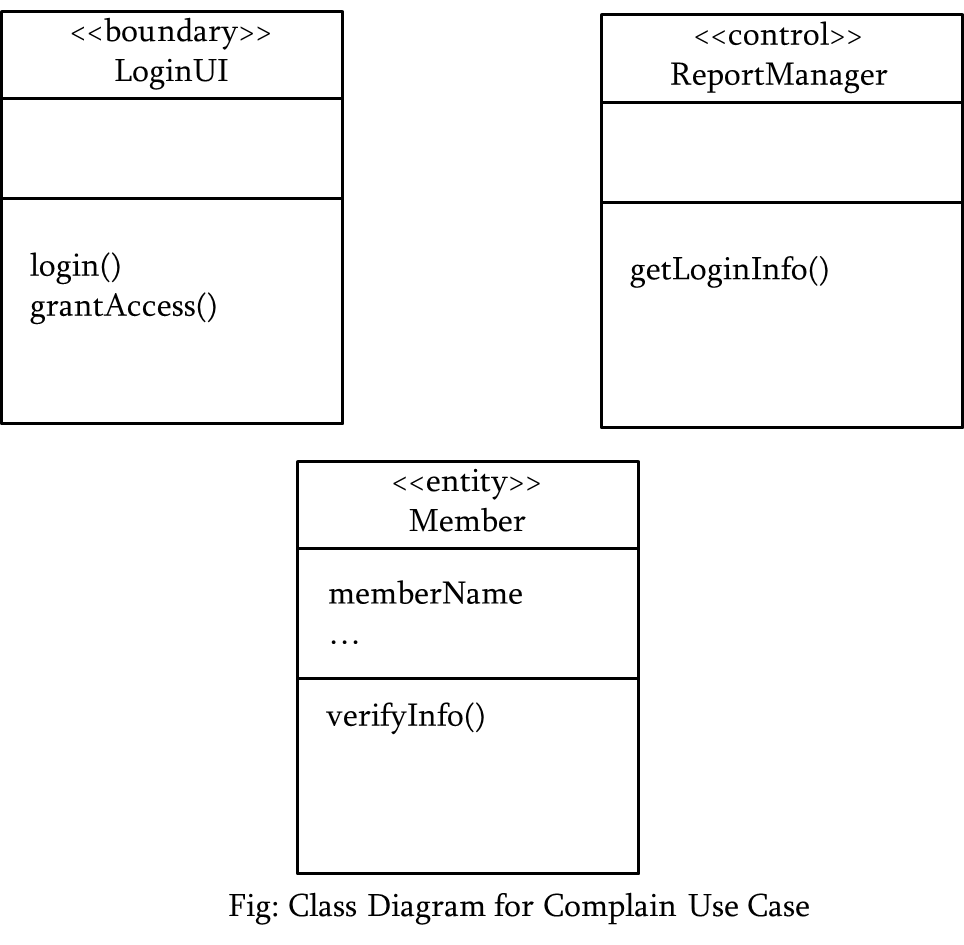 <<boundary>>
LoginUI
login()
grantAccess()
<<control>>
ReportManager
getLoginInfo()
<<entity>>
Member
memberName
...
verifyInfo()
Fig: Class Diagram for Complain Use Case